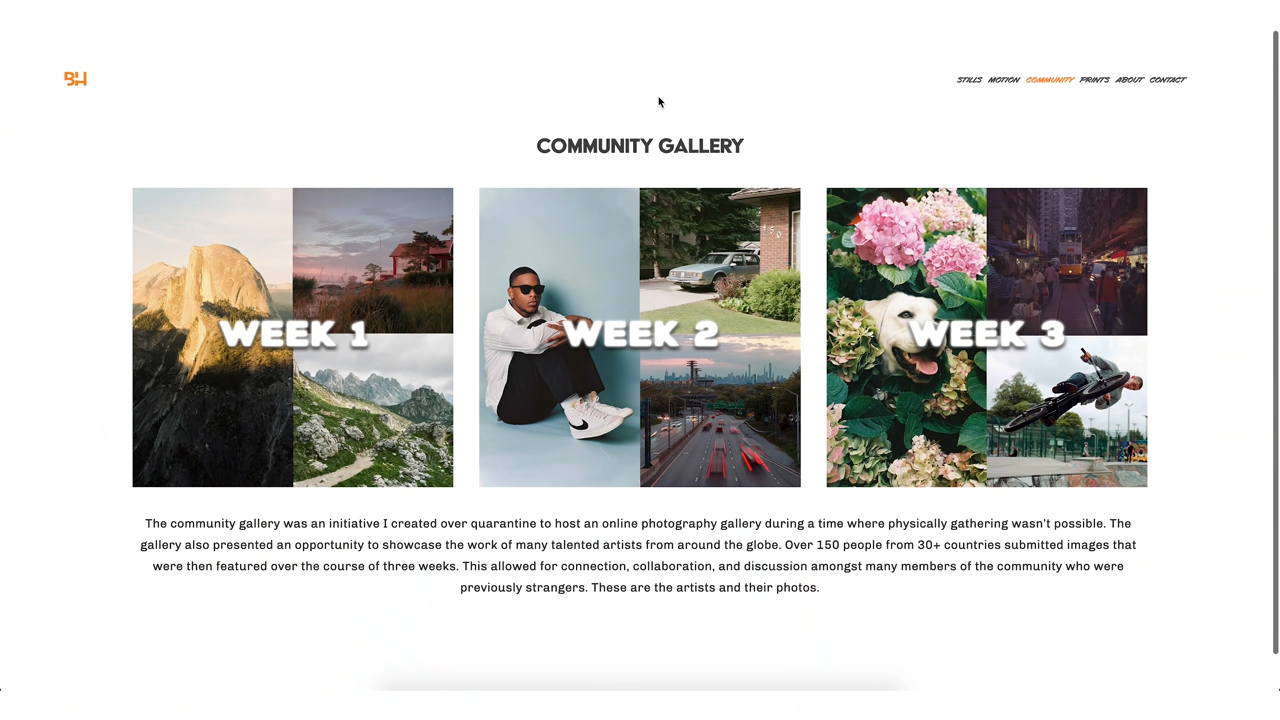 BH
STILLS MOTION COMMUNITY PRINTS ABOUT CONTACT
COMMUNITY GALLERY
WEEK 1
WEEK 2
WEEK 3
The community gallery was an initiative I created over quarantine to host an online photography gallery during a time where physically gathering wasn't possible. The
gallery also presented an opportunity to showcase the work of many talented artists from around the globe. Over 150 people from 30+ countries submitted images that
were then featured over the course of three weeks. This allowed for connection, collaboration, and discussion amongst many members of the community who were
previously strangers. These are the artists and their photos.